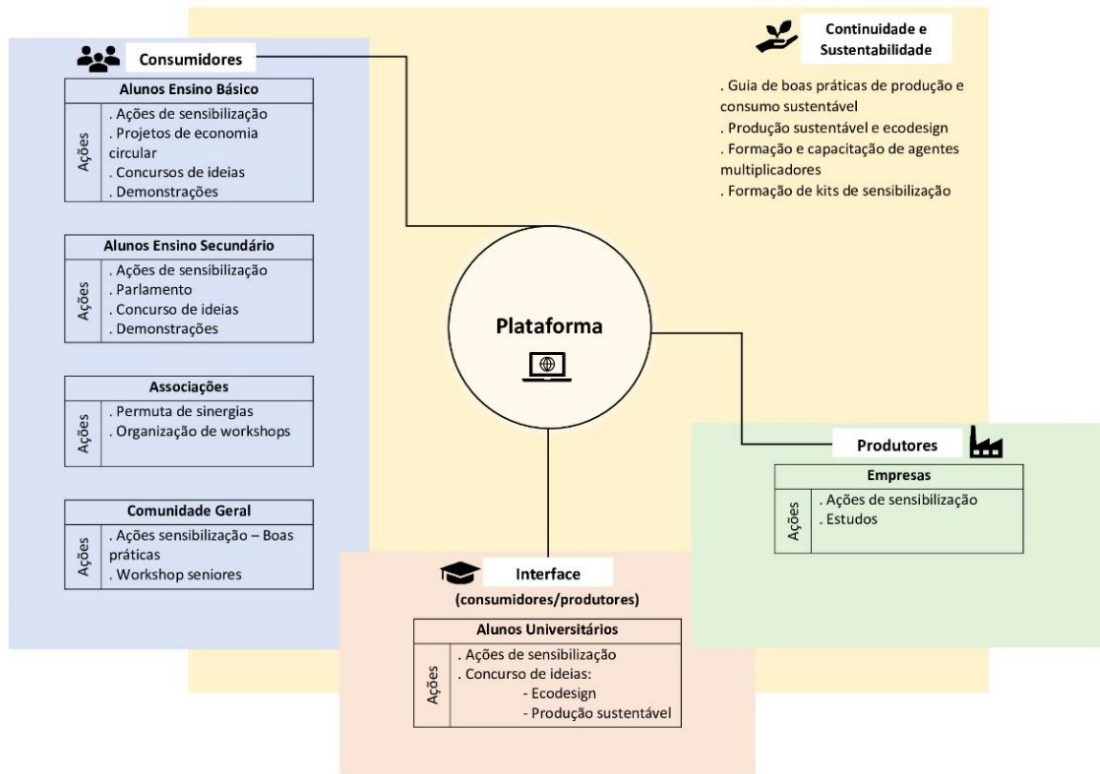 Consumidores
Alunos Ensino Básico
Ações
. Ações de sensibilização
. Projetos de economia
circular
. Concursos de ideias
. Demonstrações
Alunos Ensino Secundário
Ações
. Ações de sensibilização
. Parlamento
. Concurso de ideias
. Demonstrações
Associações
Ações
. Permuta de sinergias
. Organização de workshops
Comunidade Geral
Ações
. Ações sensibilização – Boas
práticas
. Workshop seniores
Continuidade e
Sustentabilidade
. Guia de boas práticas de produção e
consumo sustentável
. Produção sustentável e ecodesign
. Formação e capacitação de agentes
multiplicadores
. Formação de kits de sensibilização
Plataforma
Produtores
Empresas
Ações
. Ações de sensibilização
. Estudos
Interface
(consumidores/produtores)
Alunos Universitários
Ações
. Ações de sensibilização
. Concurso de ideias:
- Ecodesign
- Produção sustentável